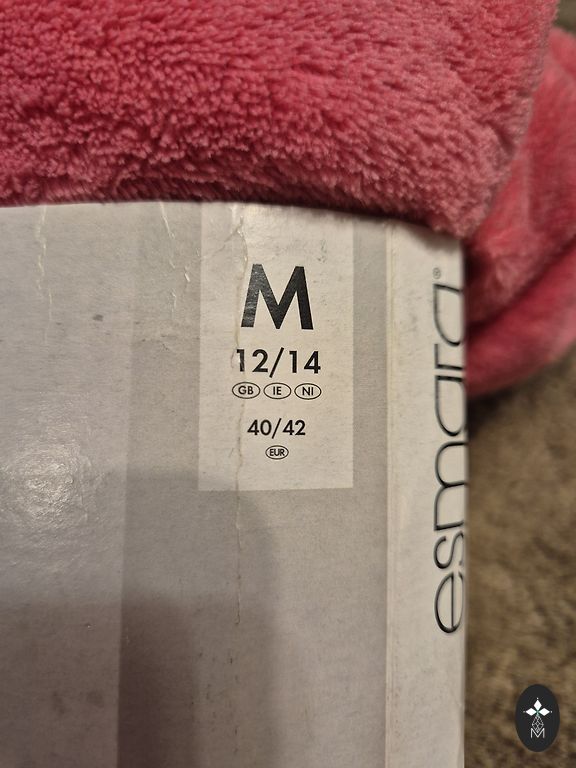 M
12/14
GB IE NI
40/42
EUR
esmara®
M